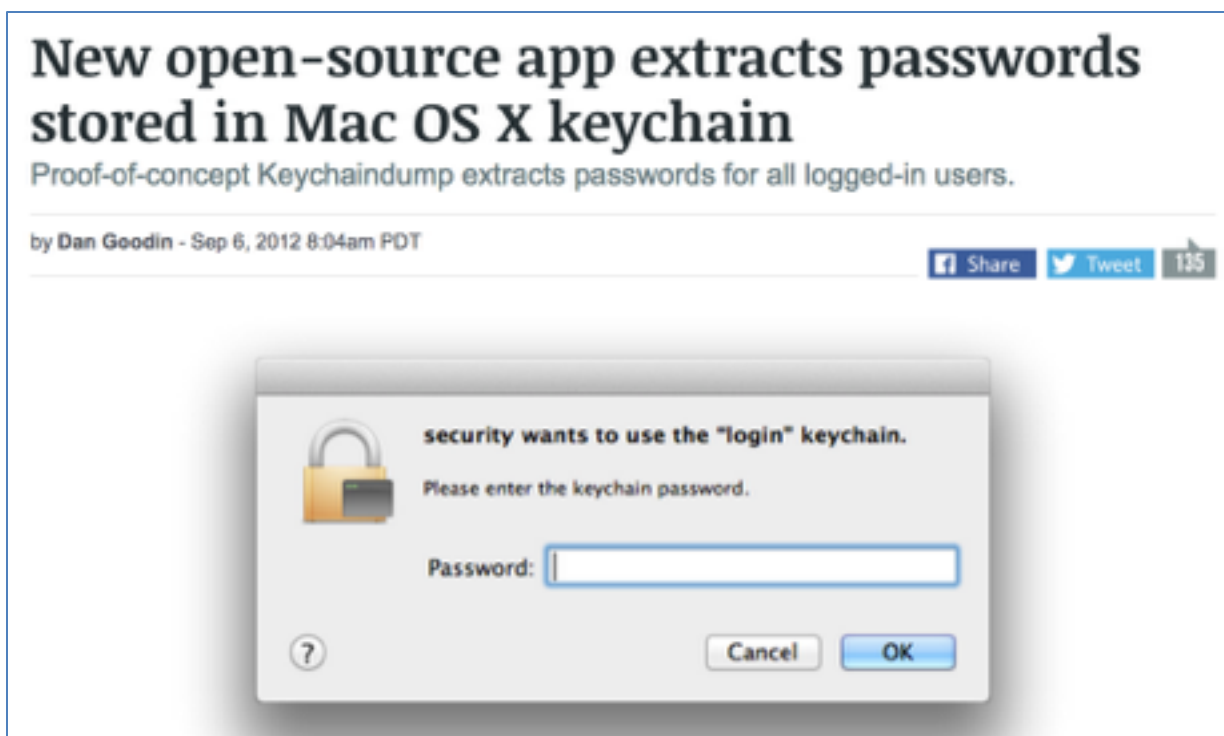 New open-source app extracts passwords
stored in Mac OS X keychain
Proof-of-concept Keychaindump extracts passwords for all logged-in users.
by Dan Goodin - Sep 6, 2012 8:04am PDT
Share Tweet 135
security wants to use the "login" keychain.
Please enter the keychain password.
Password:
? Cancel OK